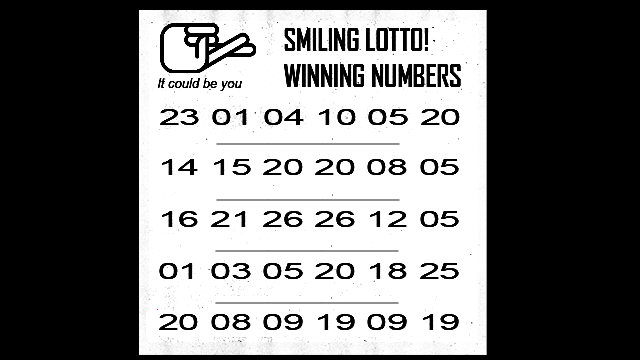 SMILING LOTTO!
WINNING NUMBERS
It could be you
23 01 04 10 05 20
14 15 20 20 08 05
16 21 26 26 12 05
01 03 05 20 18 25
20 08 09 19 09 19